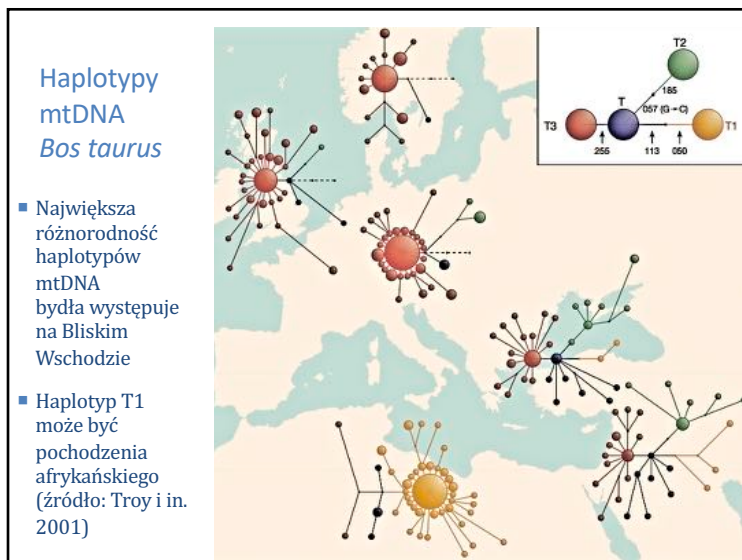 Haplotypy
mtDNA
Bos taurus
▪ Największa
różnorodność
haplotypów
mtDNA
bydła występuje
na Bliskim
Wschodzie
▪ Haplotyp T1
może być
pochodzenia
afrykańskiego
(źródło: Troy i in.
2001)
T2
185
T
057 (G→C)
T3
T1
255
113
050